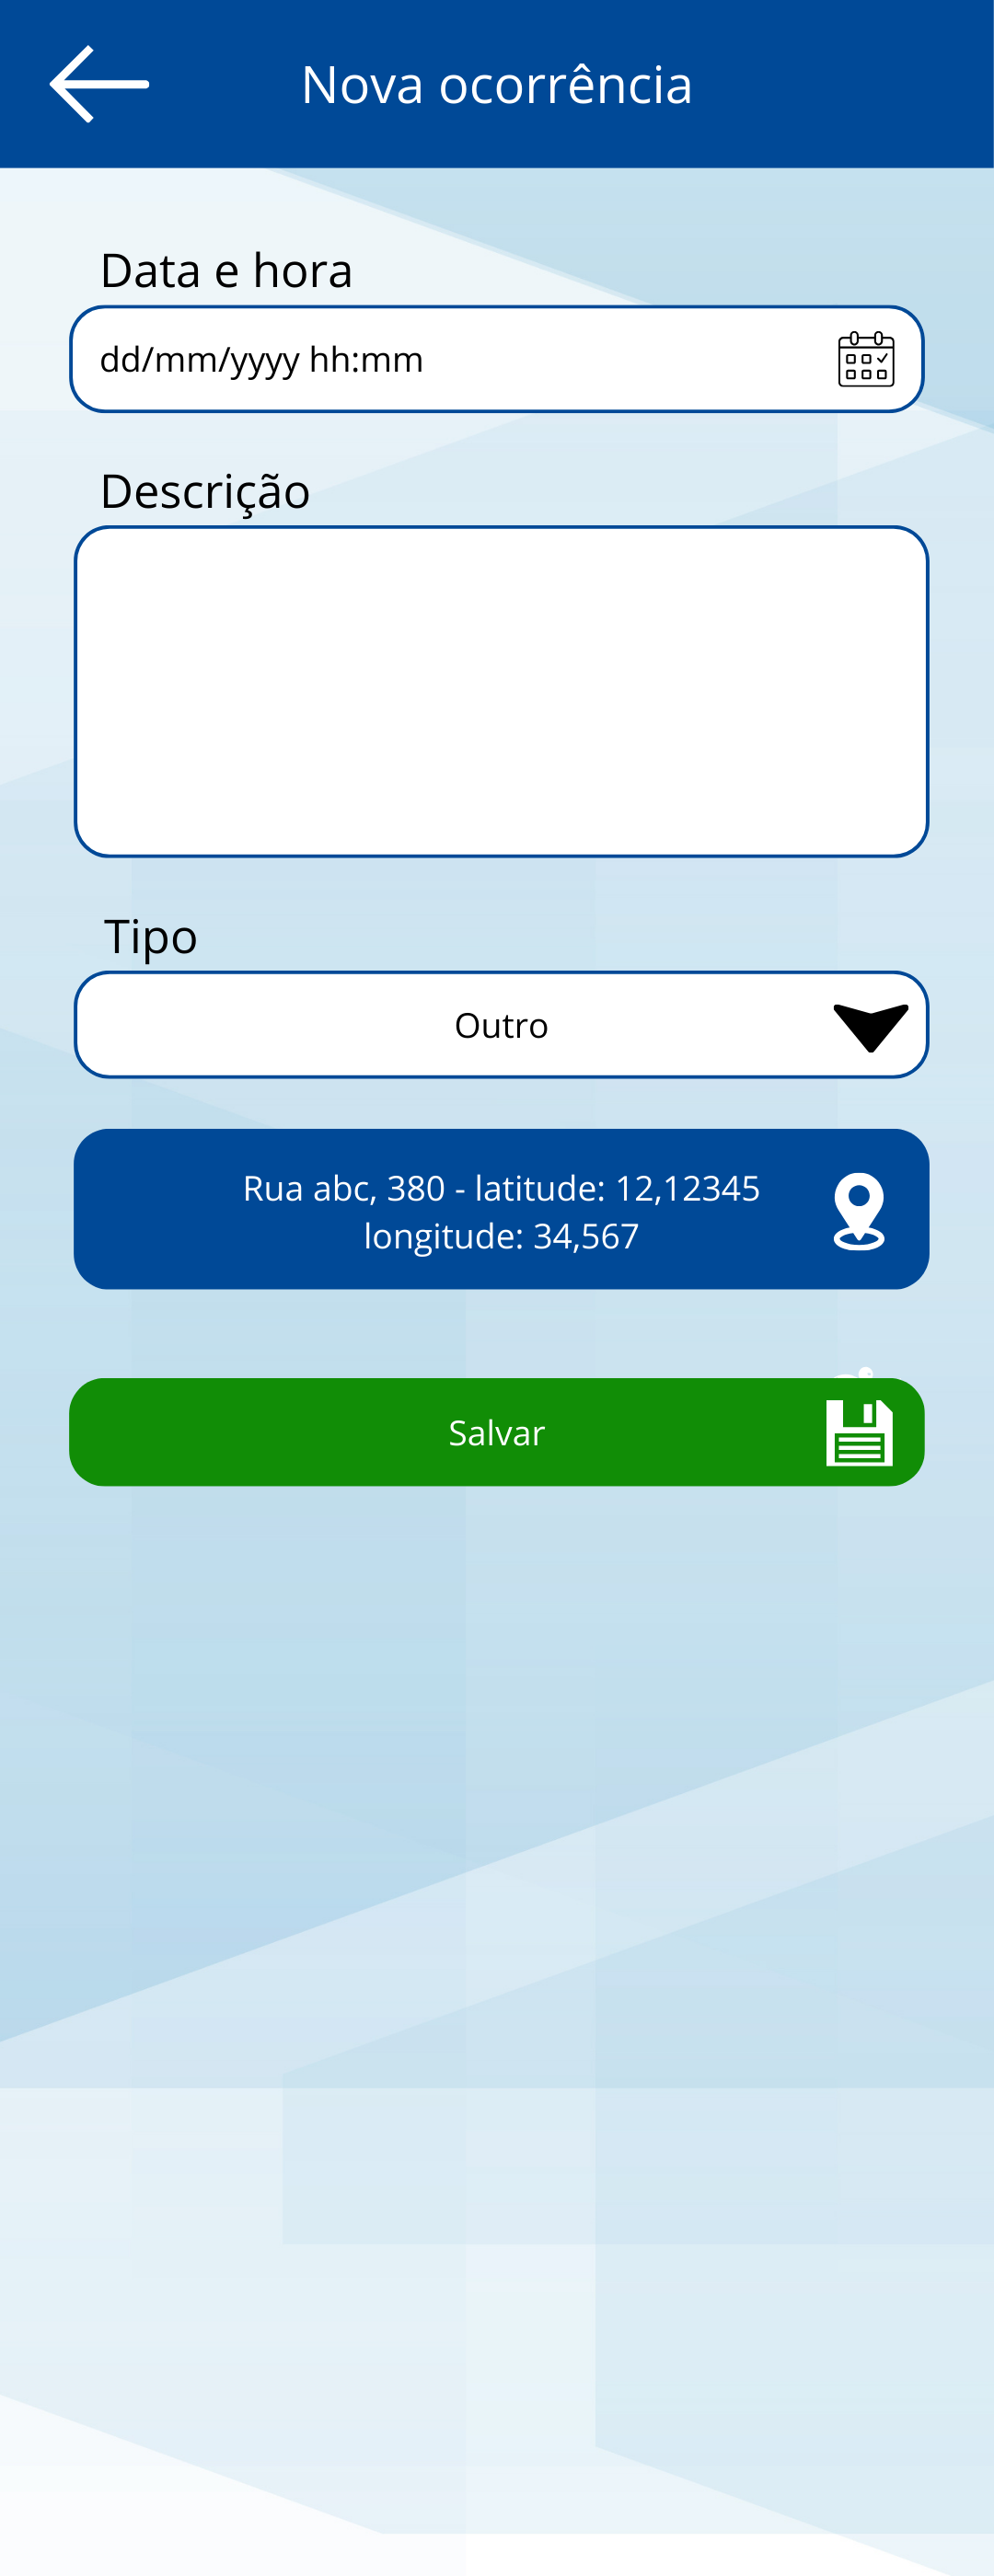 Nova ocorrência
Data e hora
dd/mm/yyyy hh:mm
Descrição
Tipo
Outro
Rua abc, 380 - latitude: 12,12345
longitude: 34,567
Salvar